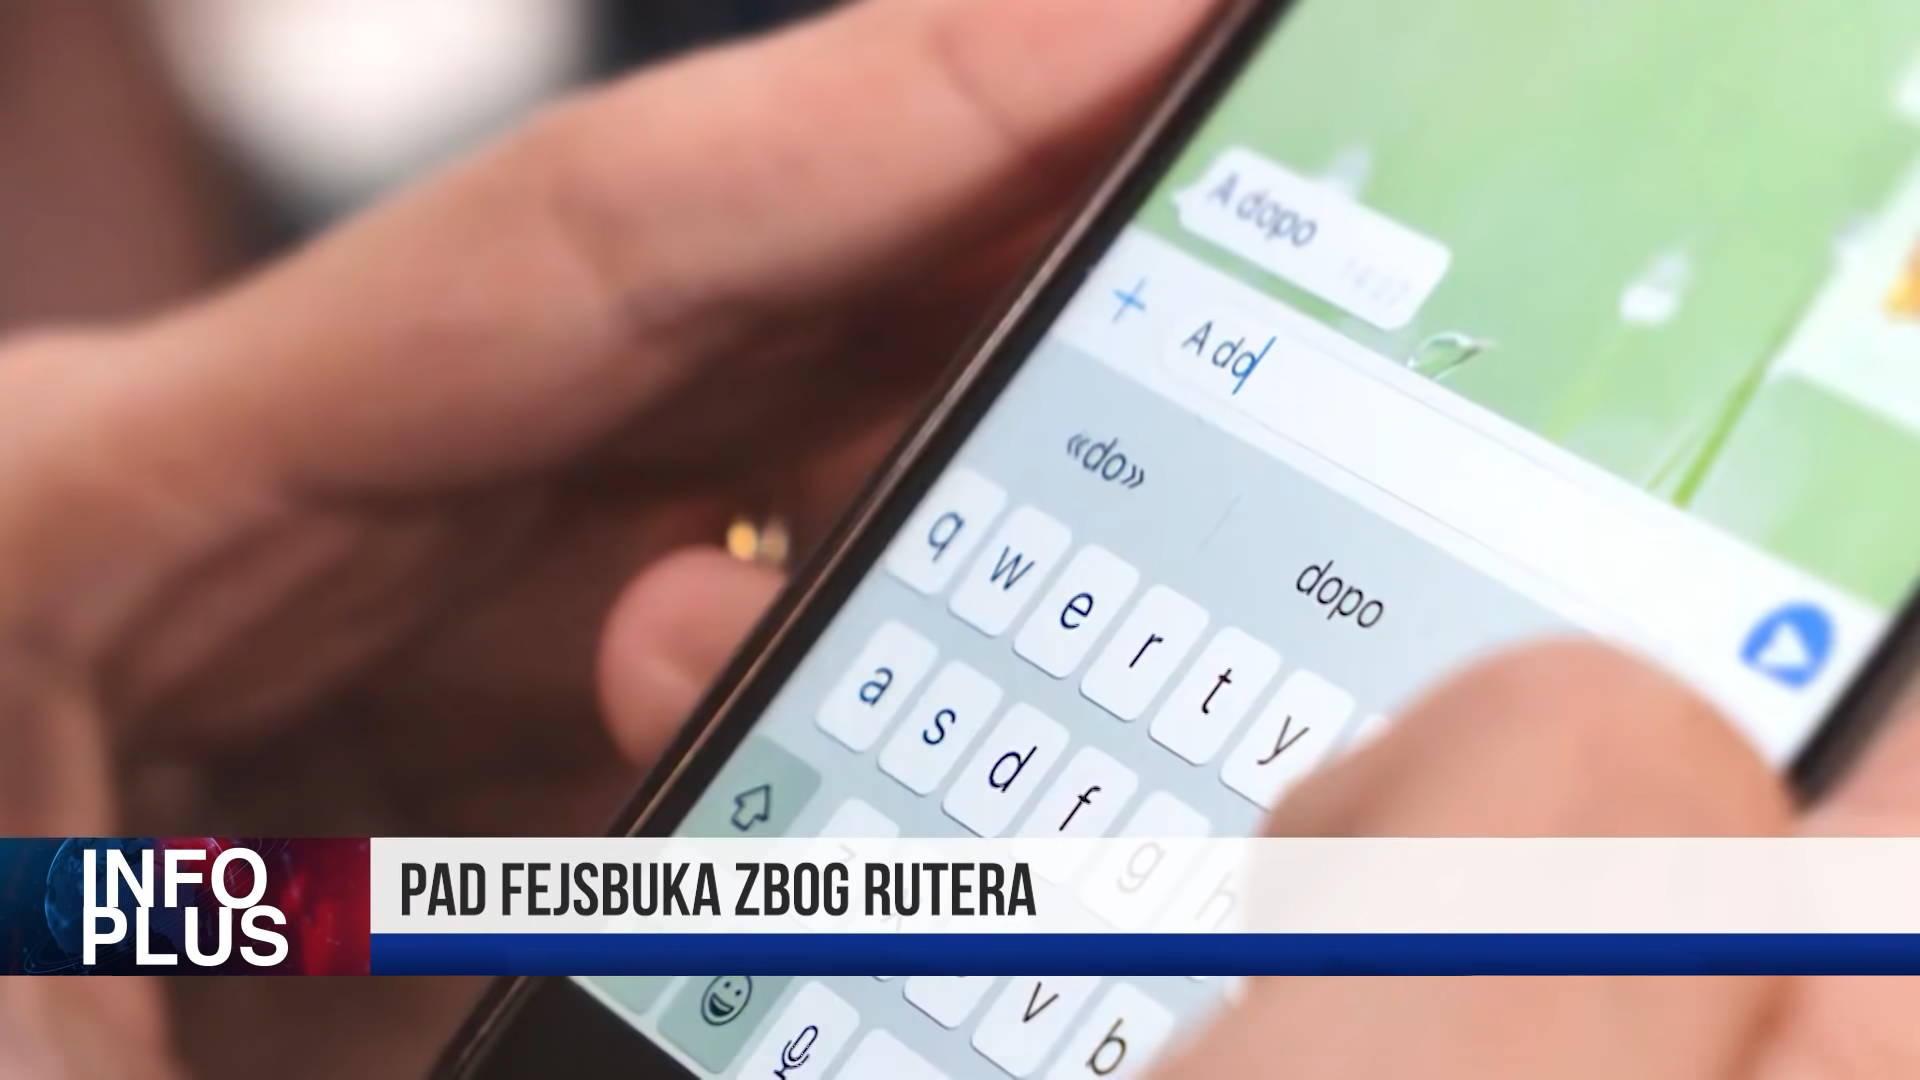 A dopo
A do
«do»
dopo
q w e r t y
a s d f g h
v b
INFO
PLUS
PAD FEJSBUKA ZBOG RUTERA